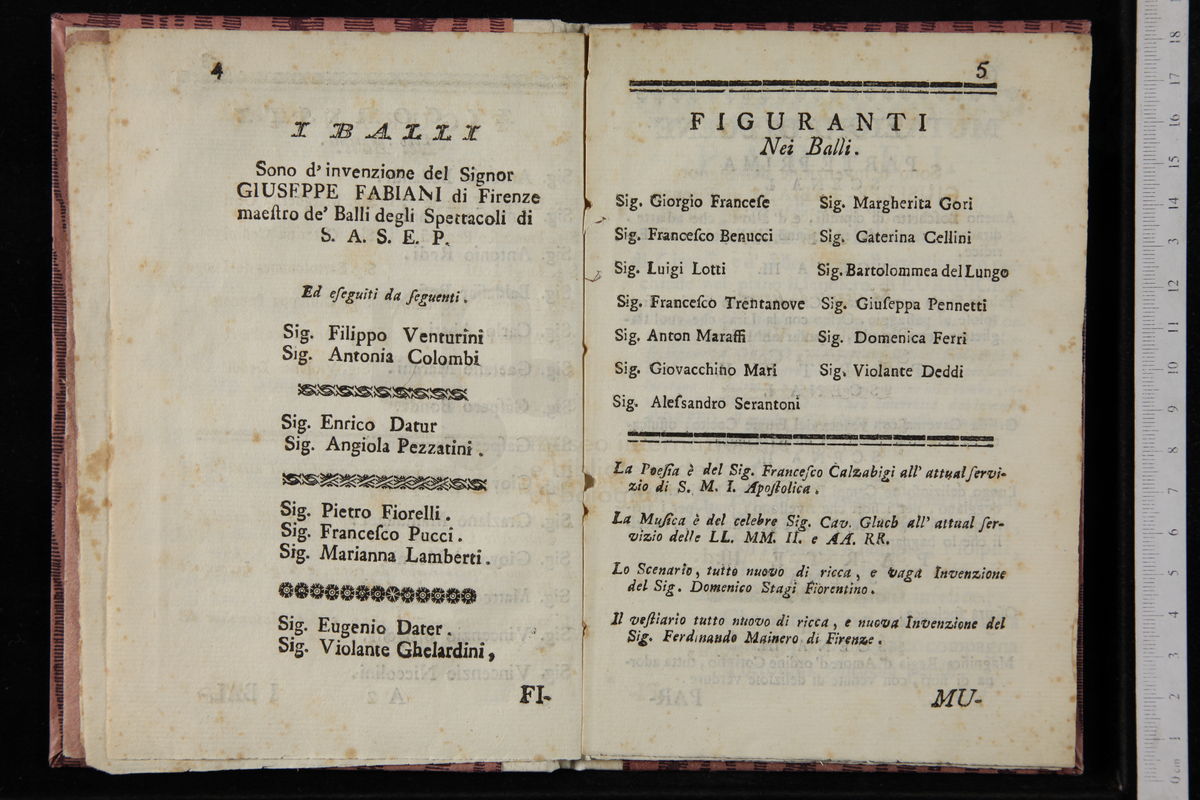 4
I BALLI
Sono d'invenzione del Signor
GIUSEPPE FABIANI di Firenze
maeſtro de' Balli degli Spettacoli di
S. A. S. E. P.
Ed eſeguiti da ſeguenti.
Sig. Filippo Venturini
Sig. Antonia Colombi
Sig. Enrico Datur
Sig. Angiola Pezzatini.
Sig. Pietro Fiorelli.
Sig. Franceſco Pucci.
Sig. Marianna Lamberti.
Sig. Eugenio Dater.
Sig. Violante Ghelardini,
FI-
5
FIGURANTI
Nei Balli.
Sig. Giorgio Franceſe
Sig. Franceſco Benucci
Sig. Luigi Lotti
Sig. Franceſco Trentanove
Sig. Anton Maraffi
Sig. Giovacchino Mari
Sig. Aleſsandro Serantoni
Sig. Margherita Gori
Sig. Caterina Cellini
Sig. Bartolommea del Lungo
Sig. Giuſeppa Pennetti
Sig. Domenica Ferri
Sig. Violante Deddi
La Poeſia è del Sig. Franceſco Calzabigi all' attual ſervi-
zio di S. M. I. Apoſtolica.
La Muſica è del celebre Sig. Cav. Gluch all' attual ſer-
vizio delle LL. MM. II. e AA. RR.
Lo Scenario, tutto nuovo di ricca, e vaga Invenzione
del Sig. Domenico Stagi Fiorentino.
Il veſtiario tutto nuovo di ricca, e nuova Invenzione del
Sig. Ferdinando Mainero di Firenze.
MU-